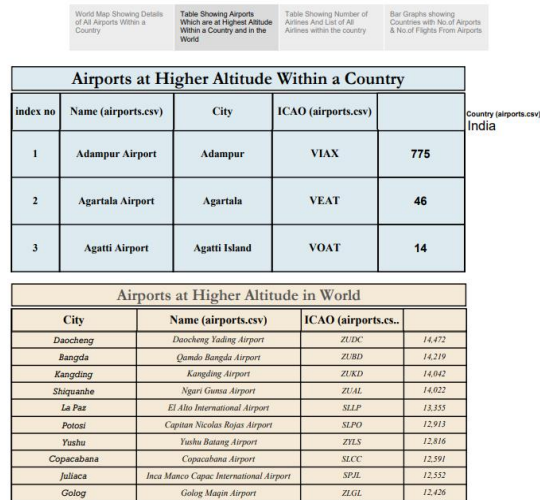 World Map Showing Details
of All Airports Within a
Country
Table Showing Airports
Which are at Highest Altitude
Within a Country and in the
World
Table Showing Number of
Airlines And List of All
Airlines within the country
Bar Graphs showing
Countries with No.of Airports
& No.of Flights From Airports
Airports at Higher Altitude Within a Country
index no Name (airports.csv) City ICAO (airports.csv)
1 Adampur Airport Adampur VIAX 775
2 Agartala Airport Agartala VEAT 46
3 Agatti Airport Agatti Island VOAT 14
Country (airports.csv)
India
Airports at Higher Altitude in World
City Name (airports.csv) ICAO (airports.cs..
Daocheng Daocheng Yading Airport ZUDC 14,472
Bangda Qamdo Bangda Airport ZUBD 14,219
Kangding Kangding Airport ZUKD 14,042
Shiquanhe Ngari Gunsa Airport ZUAL 14,022
La Paz El Alto International Airport SLLP 13,355
Potosi Capitan Nicolas Rojas Airport SLPO 12,913
Yushu Yushu Batang Airport ZYLS 12,816
Copacabana Copacabana Airport SLCC 12,591
Juliaca Inca Manco Capac International Airport SPJL 12,552
Golog Golog Maqin Airport ZLGL 12,426